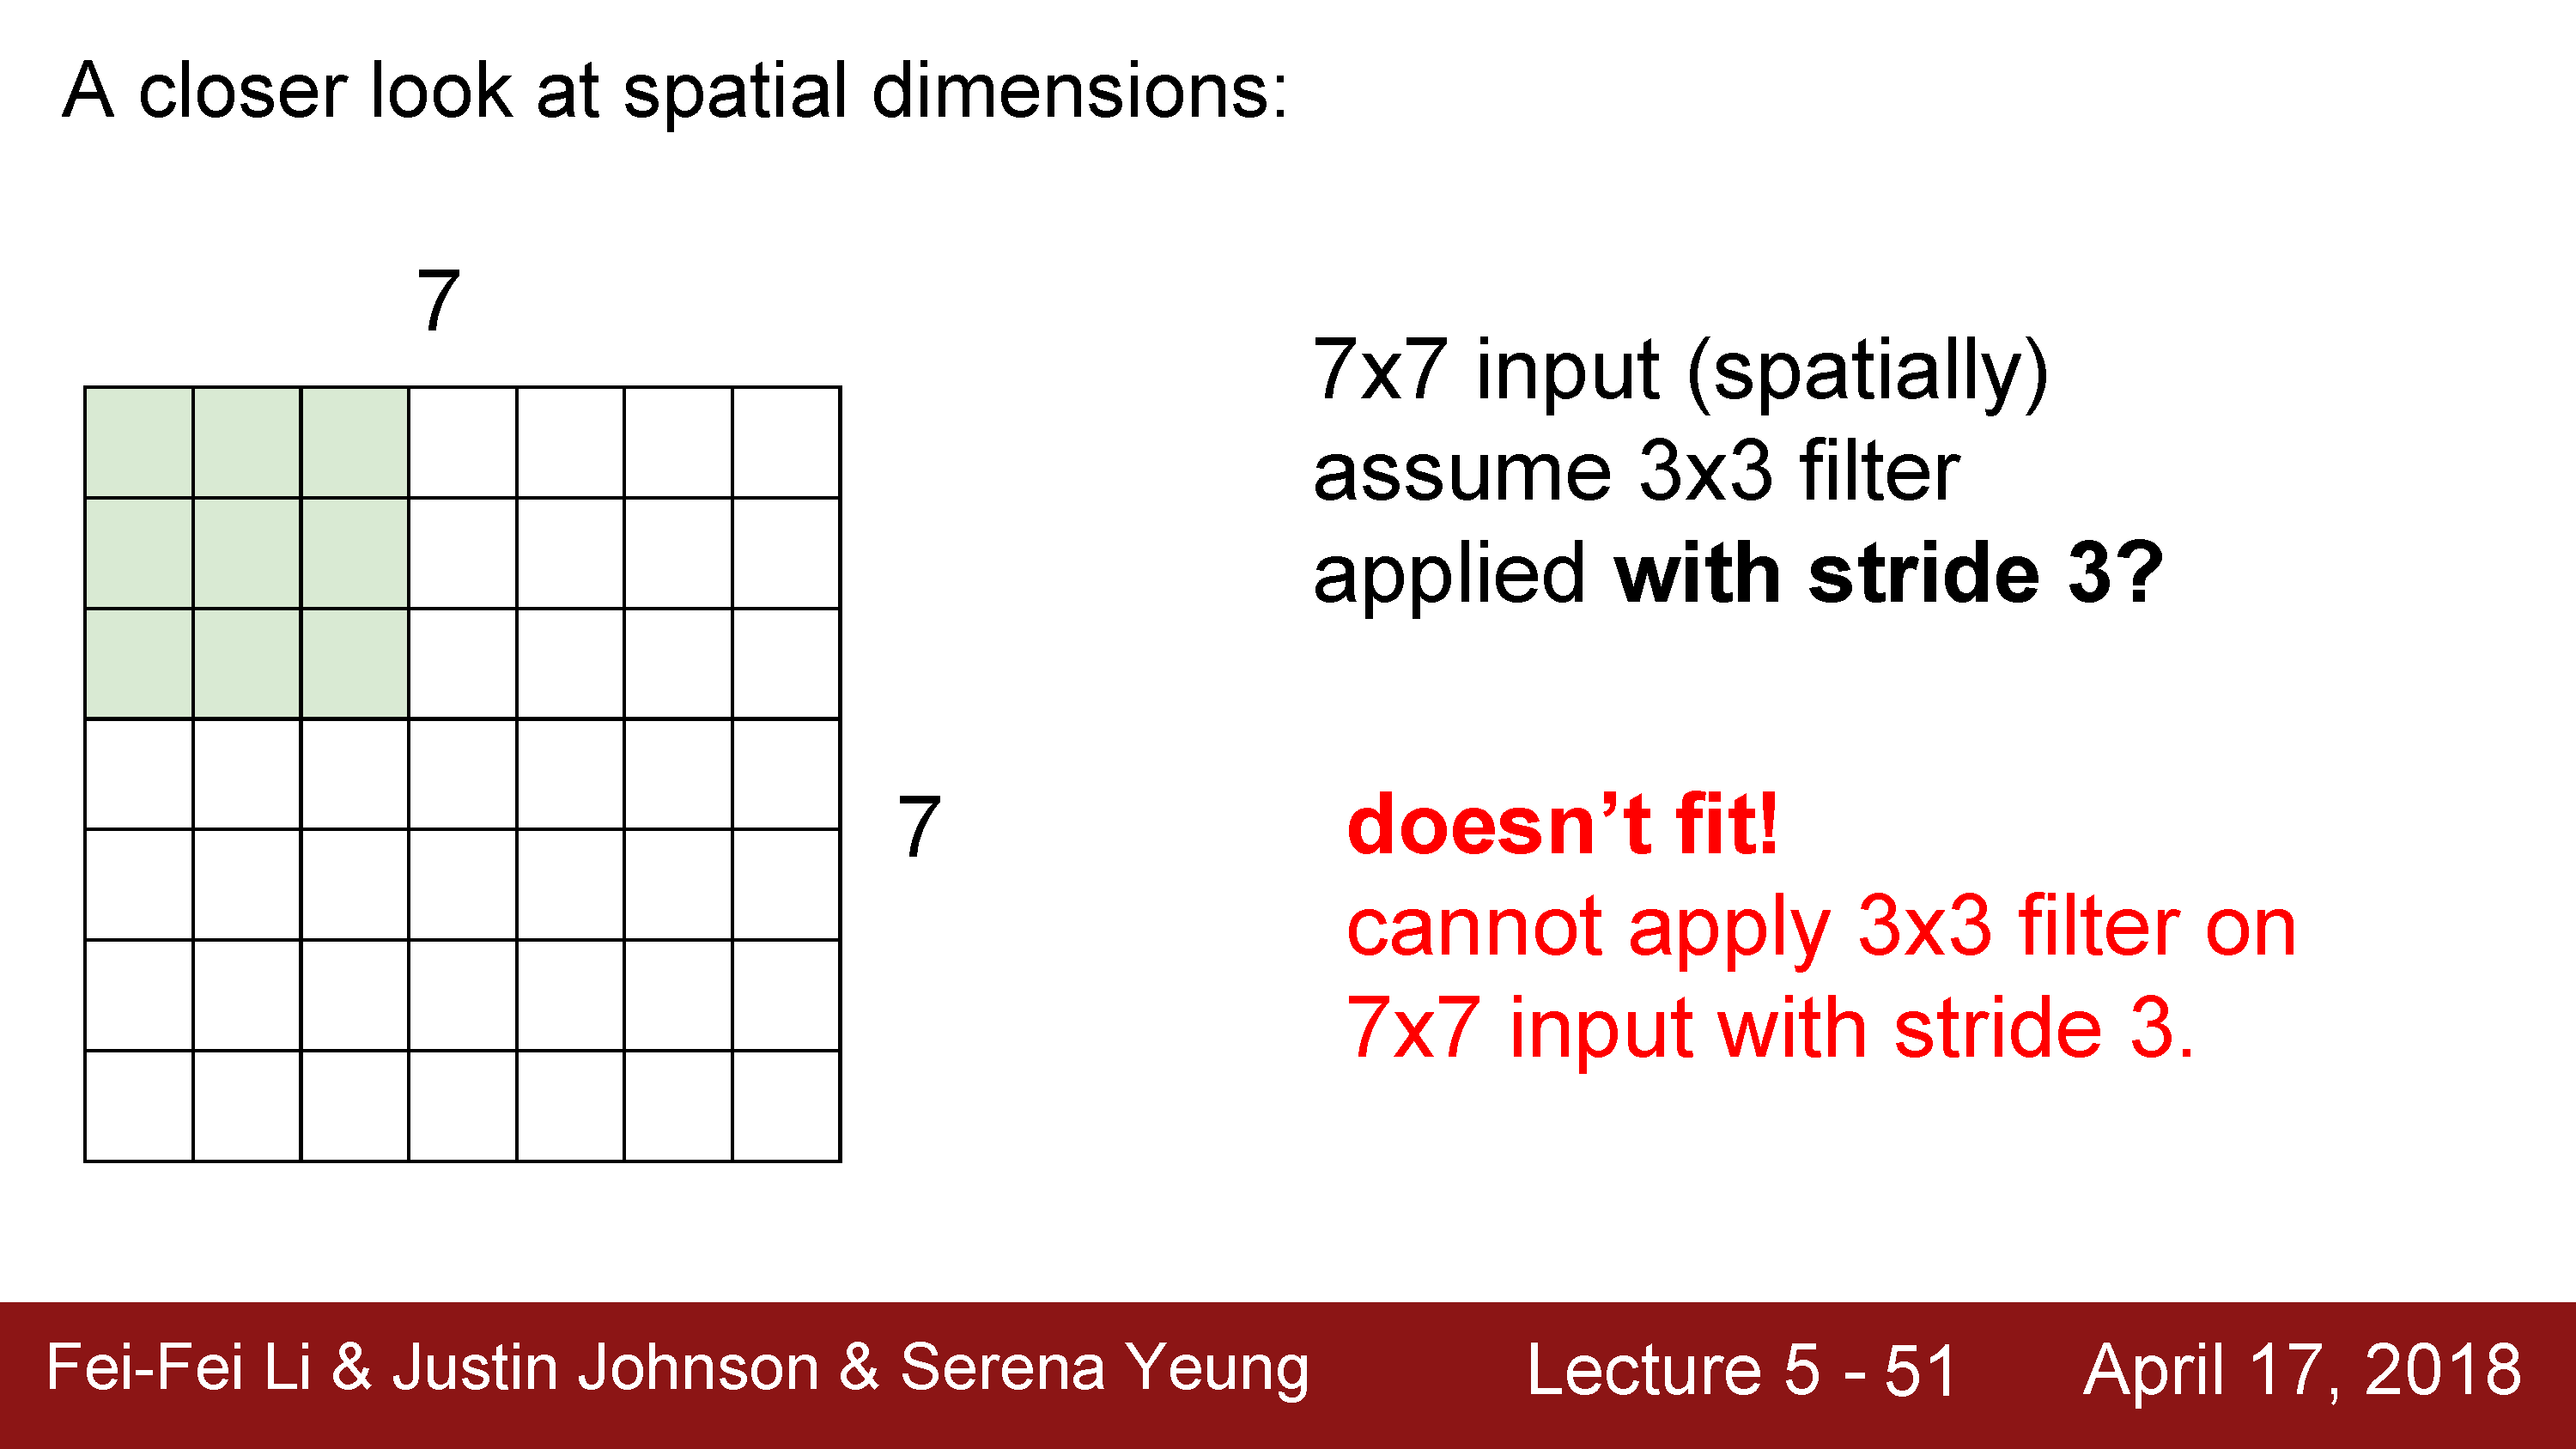 A closer look at spatial dimensions:
7
7x7 input (spatially)
assume 3x3 filter
applied with stride 3?
7
doesn’t fit!
cannot apply 3x3 filter on
7x7 input with stride 3.
Fei-Fei Li & Justin Johnson & Serena Yeung
Lecture 5 - 51
April 17, 2018